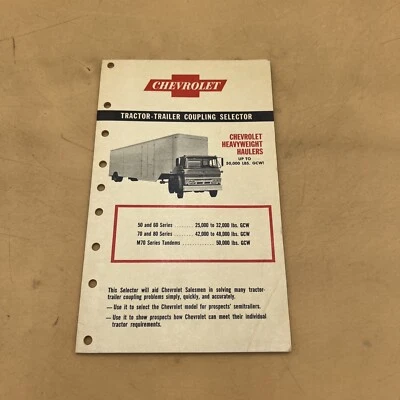 CHEVROLET
TRACTOR-TRAILER COUPLING SELECTOR
CHEVROLET
HEAVYWEIGHT
HAULERS
UP TO
50,000 LBS. GCW!
50 and 60 Series ....... 25,000 to 32,000 lbs. GCW
70 and 80 Series ....... 42,000 to 48,000 lbs. GCW
M70 Series Tandems ............ 50,000 lbs. GCW
This Selector will aid Chevrolet Salesmen in solving many tractor-
trailer coupling problems simply, quickly, and accurately.
— Use it to select the Chevrolet model for prospects' semitrailers.
— Use it to show prospects how Chevrolet can meet their individual
tractor requirements.